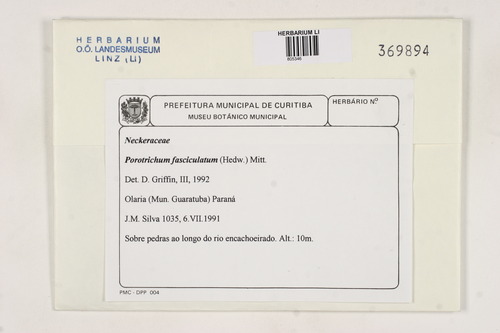 HERBARIUM
O.Ö. LANDESMUSEUM
LINZ (LI)
HERBARIUM LI
805346
369894
PREFEITURA MUNICIPAL DE CURITIBA
MUSEU BOTÂNICO MUNICIPAL
HERBÁRIO Nº
Neckeraceae
Porotrichum fasciculatum (Hedw.) Mitt.
Det. D. Griffin, III, 1992
Olaria (Mun. Guaratuba) Paraná
J.M. Silva 1035, 6.VII.1991
Sobre pedras ao longo do rio encachoeirado. Alt.: 10m.
PMC - DPP 004